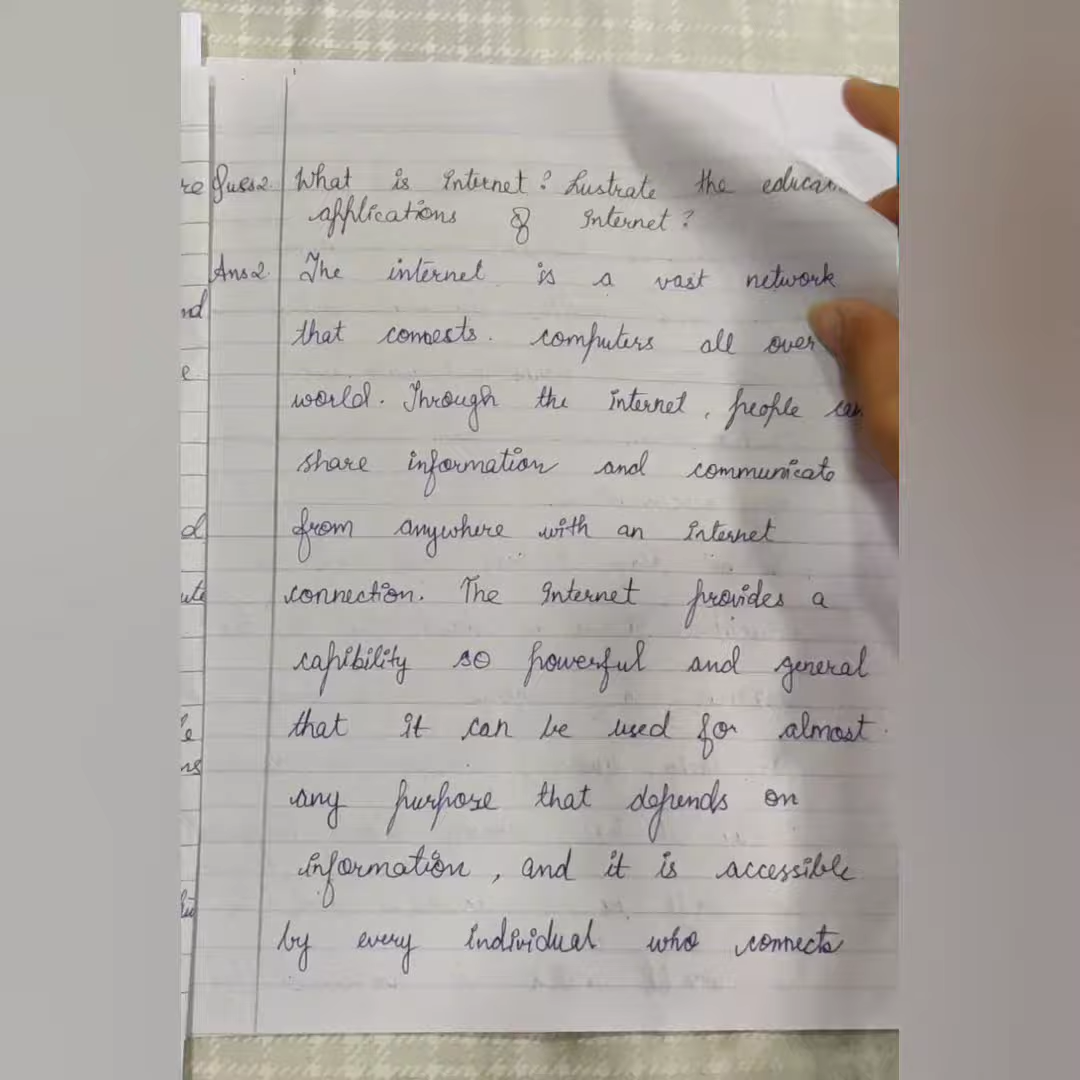 Ques2. What is Internet? Lustrate the
applications of Internet?
Ans2 The internet is a vast network
that connests. computers all over
world. Through the internet, people can
share information and communicate
from anywhere with an internet
connection. The Internet provides a
capibility so powerful and general
that it can be used for almost
any purpose that depends on
information, and it is accessible
by every individual who connects